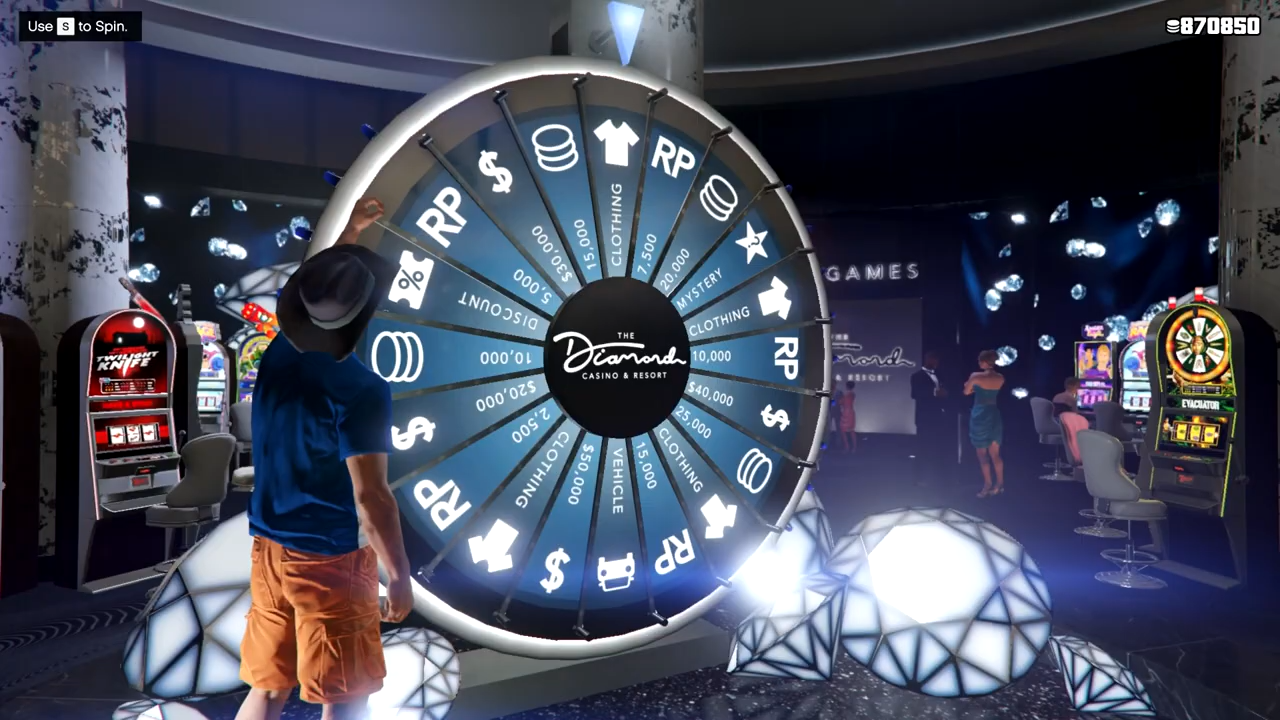 Use S to Spin.
870850
CLOTHING
RP
7,500
20,000
MYSTERY
CLOTHING
RP
10,000
$
$40,000
25,000
CLOTHING
RP
15,000
VEHICLE
$
$50,000
CLOTHING
RP
2,500
$
$20,000
10,000
%
DISCOUNT
RP
5,000
$
$30,000
15,000
THE
Diamond
CASINO & RESORT
GAMES
TWILIGHT
KNIFE
EVACUATOR